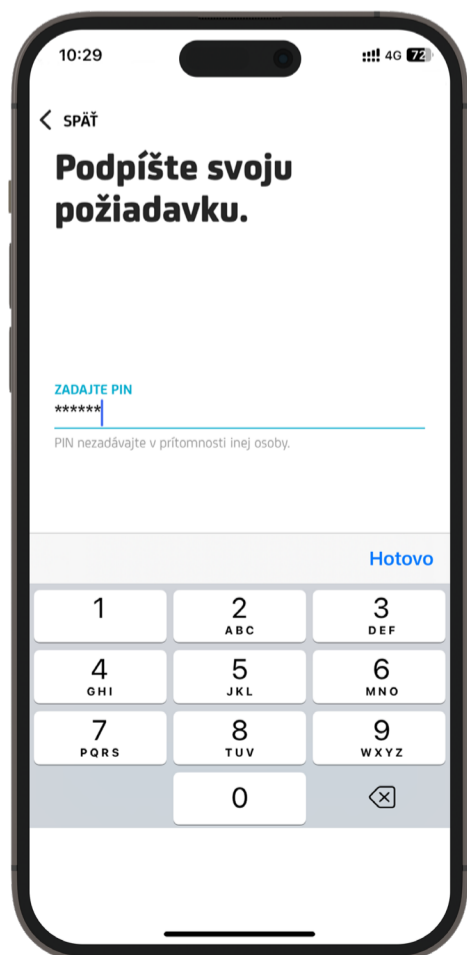 10:29
4G 72
SPÄŤ
Podpíšte svoju
požiadavku.
ZADAJTE PIN
******
PIN nezadávajte v prítomnosti inej osoby.
Hotovo
1 2 3
ABC DEF
4 5 6
GHI JKL MNO
7 8 9
PQRS TUV WXYZ
0